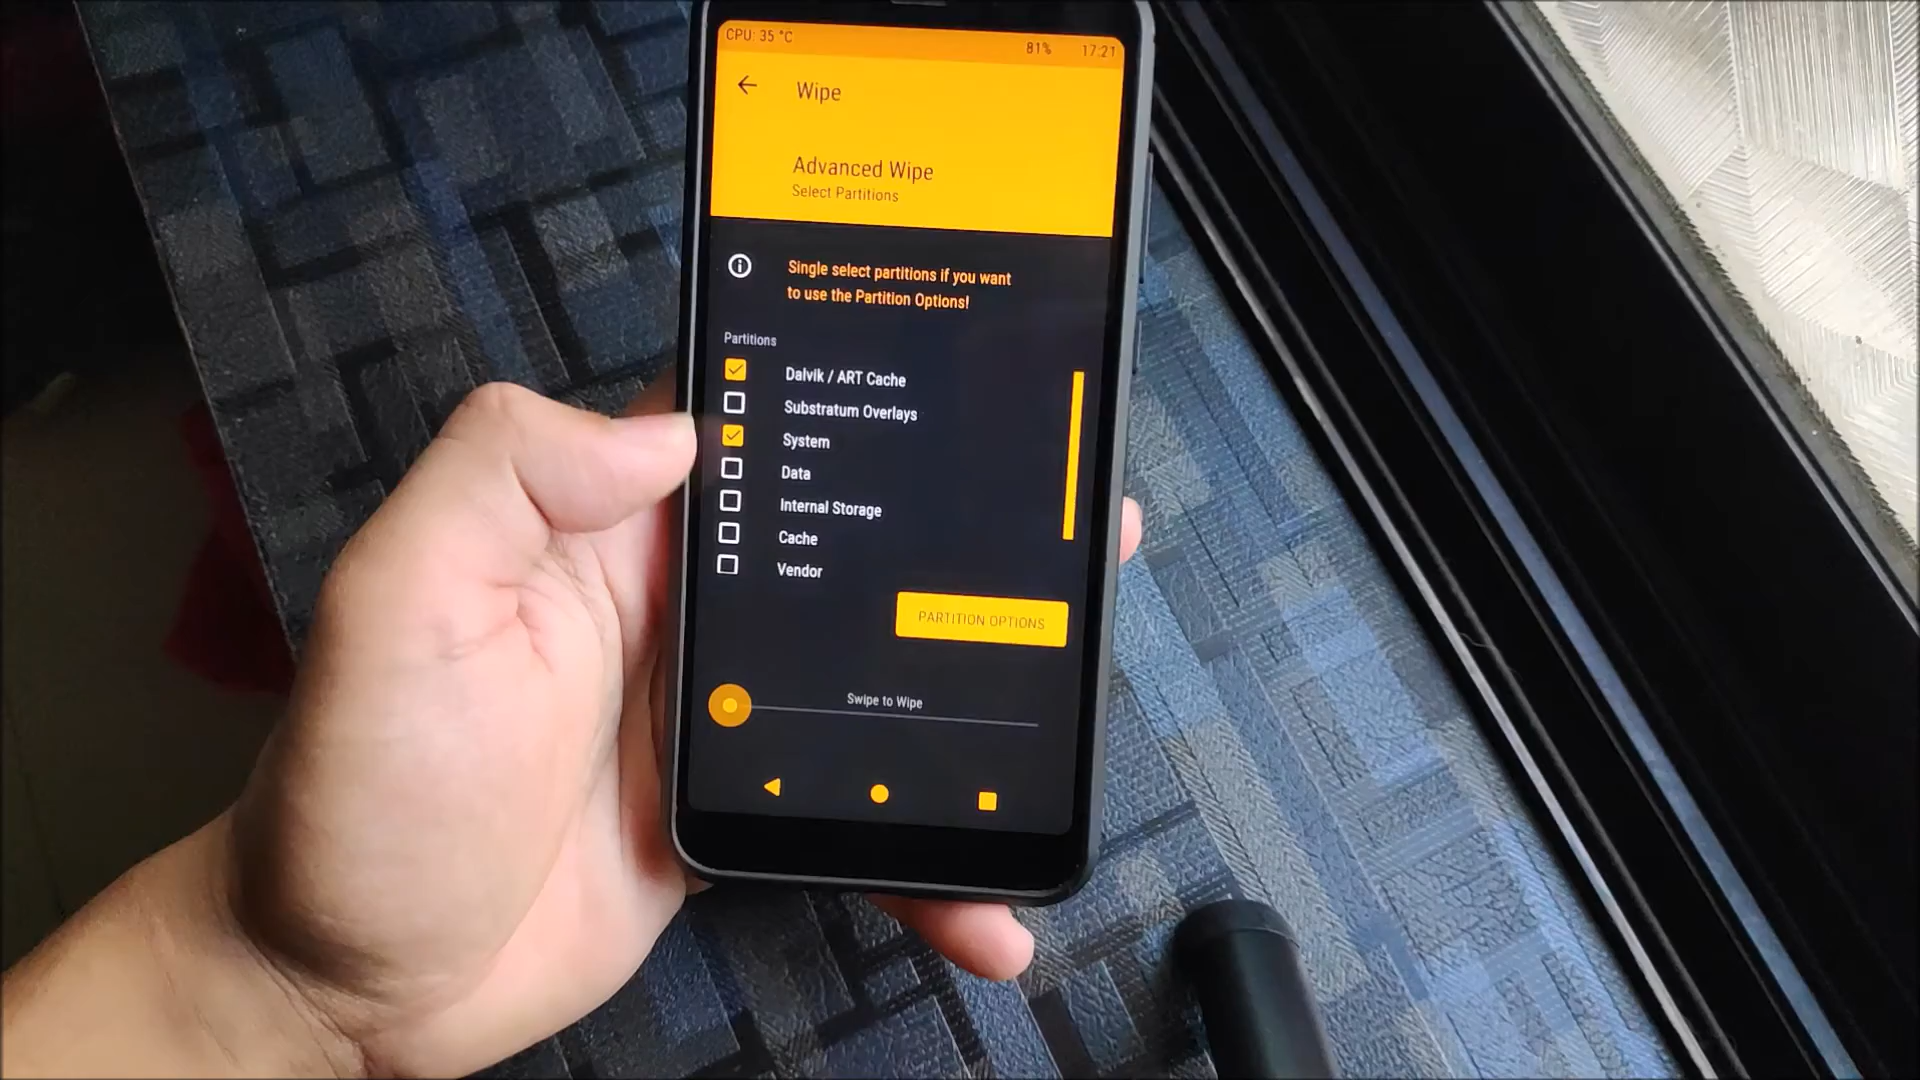 CPU: 35 °C 81% 17:21
Wipe
Advanced Wipe
Select Partitions
Single select partitions if you want
to use the Partition Options!
Partitions
Dalvik / ART Cache
Substratum Overlays
System
Data
Internal Storage
Cache
Vendor
PARTITION OPTIONS
Swipe to Wipe